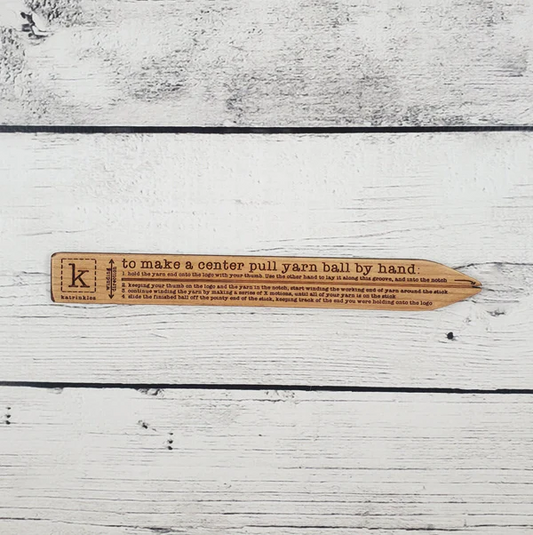 k
katrinkles
winding
direction
to make a center pull yarn ball by hand:
1. hold the yarn end onto the logo with your thumb. Use the other hand to lay it along this groove, and into the notch
2. keeping your thumb on the logo and the yarn in the notch, start winding the working end of yarn around the stick
3. continue winding the yarn by making a series of X motions, until all of your yarn is on the stick
4. slide the finished ball off the pointy end of the stick, keeping track of the end you were holding onto the logo